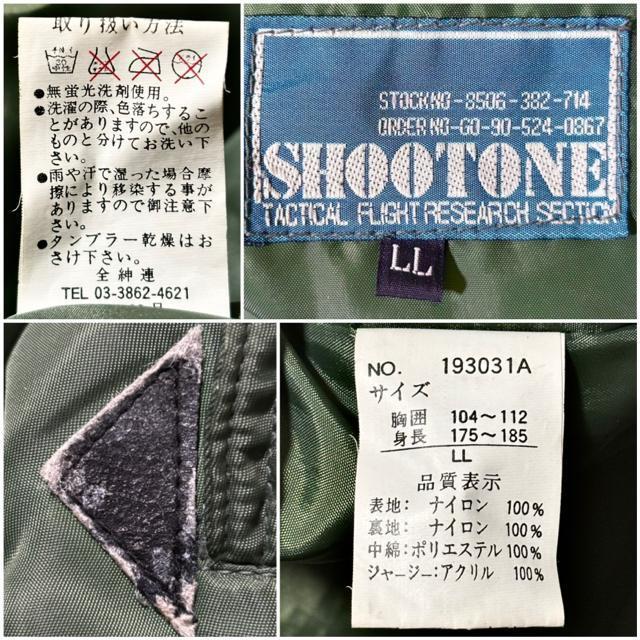 取り扱い方法
●無蛍光洗剤使用。
●洗濯の際、色落ちするこ
とがありますので、他の
ものと分けてお洗い下
さい。
●雨や汗で湿った場合摩
擦により移染する事が
ありますので御注意下
さい。
●タンブラー乾燥はお
さけ下さい。
全紳連
TEL 03-3862-4621
STOCKNO-8506-382-714
ORDER NO-GO-90-524-0867
SHOOTONE
TACTICAL FLIGHT RESEARCH SECTION
LL
NO. 193031A
サイズ
胸囲 104～112
身長 175～185
LL
品質表示
表地: ナイロン 100%
裏地: ナイロン 100%
中綿: ポリエステル 100%
ジャージー: アクリル 100%